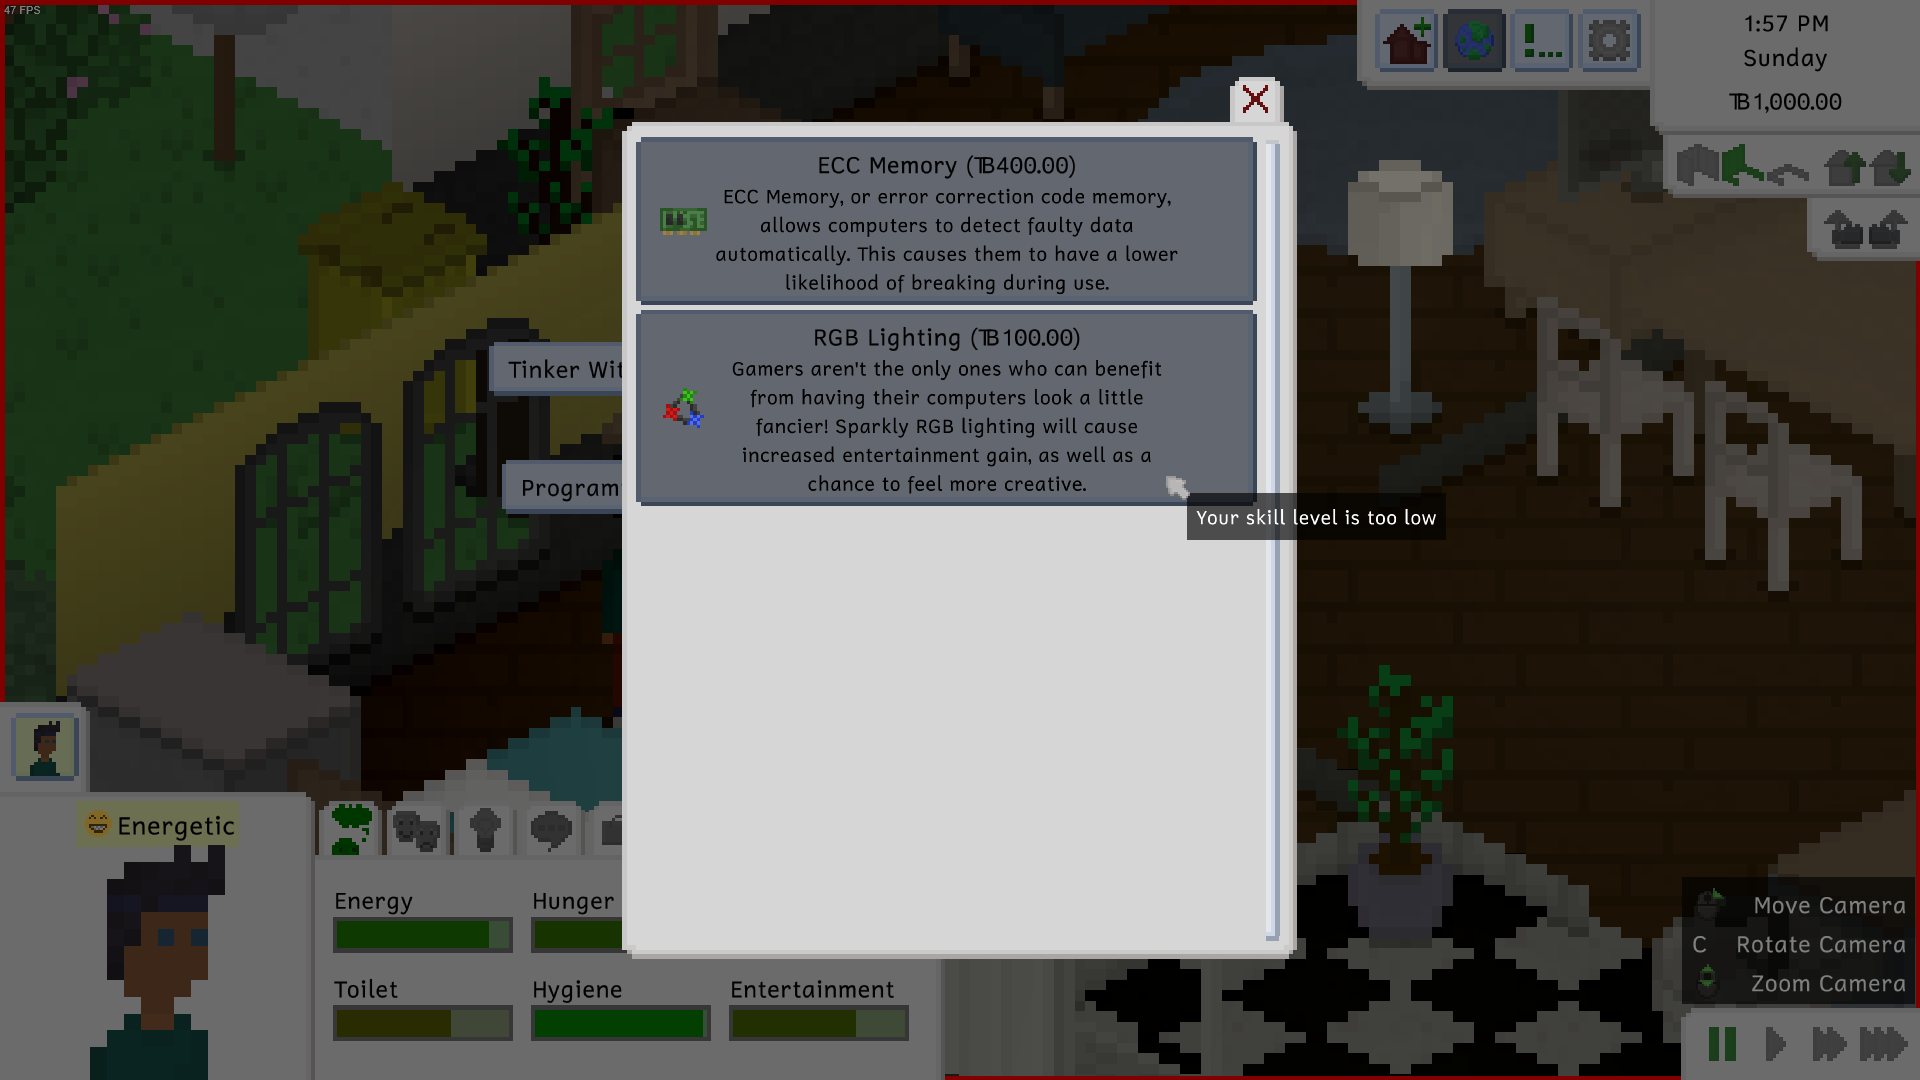 47 FPS
1:57 PM
Sunday
TB1,000.00
ECC Memory (TB400.00)
ECC Memory, or error correction code memory,
allows computers to detect faulty data
automatically. This causes them to have a lower
likelihood of breaking during use.
RGB Lighting (TB100.00)
Gamers aren't the only ones who can benefit
from having their computers look a little
fancier! Sparkly RGB lighting will cause
increased entertainment gain, as well as a
chance to feel more creative.
Your skill level is too low
Tinker Wit
Program
Energetic
Energy
Hunger
Toilet
Hygiene
Entertainment
Move Camera
C Rotate Camera
Zoom Camera